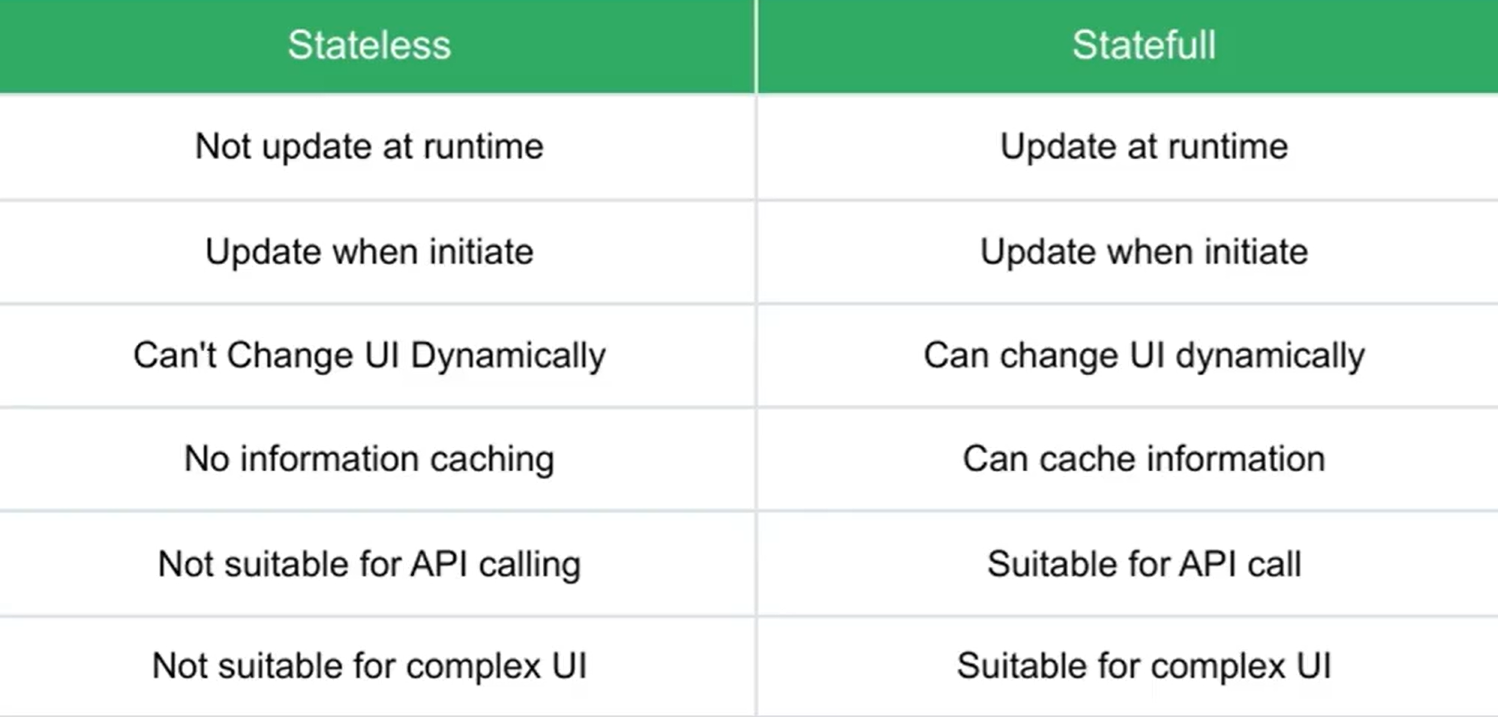 Stateless Statefull
Not update at runtime Update at runtime
Update when initiate Update when initiate
Can't Change UI Dynamically Can change UI dynamically
No information caching Can cache information
Not suitable for API calling Suitable for API call
Not suitable for complex UI Suitable for complex UI